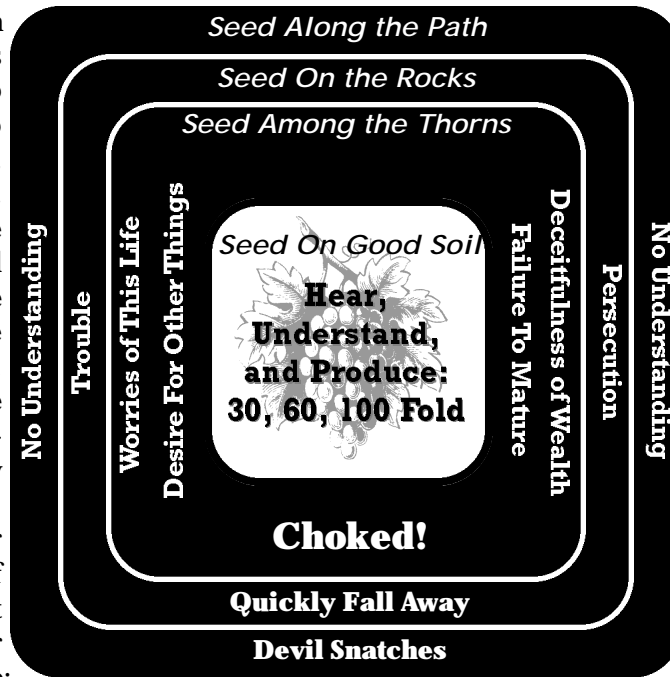 Seed Along the Path
Seed On the Rocks
Seed Among the Thorns
No Understanding
Trouble
Worries of This Life
Desire For Other Things
Seed On Good Soil
Hear,
Understand,
and Produce:
30, 60, 100 Fold
Failure To Mature
Deceitfulness of Wealth
Persecution
No Understanding
Choked!
Quickly Fall Away
Devil Snatches